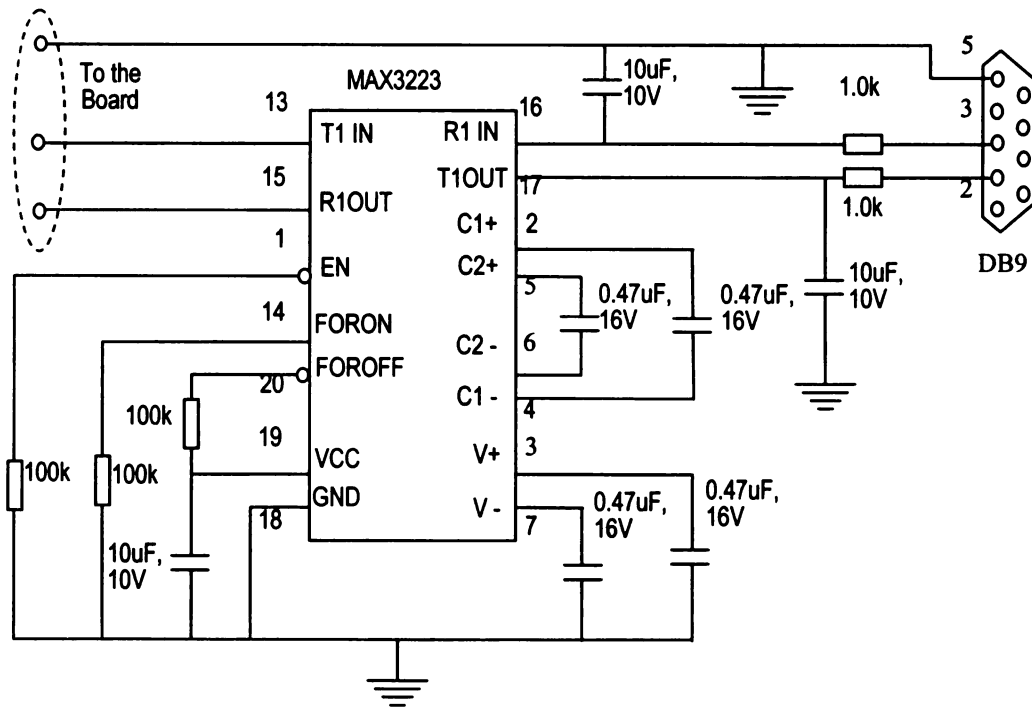 5
To the
Board
MAX3223
10uF,
10V
1.0k
13
16
3
T1 IN
R1 IN
15
T1OUT
17
2
R1OUT
C1+
2
1.0k
1
DB9
EN
C2+
5
0.47uF,
16V
0.47uF,
16V
10uF,
10V
14
FORON
C2 -
6
FOROFF
20
C1 -
4
100k
19
VCC
V+
3
100k
100k
GND
18
V -
7
0.47uF,
16V
0.47uF,
16V
10uF,
10V